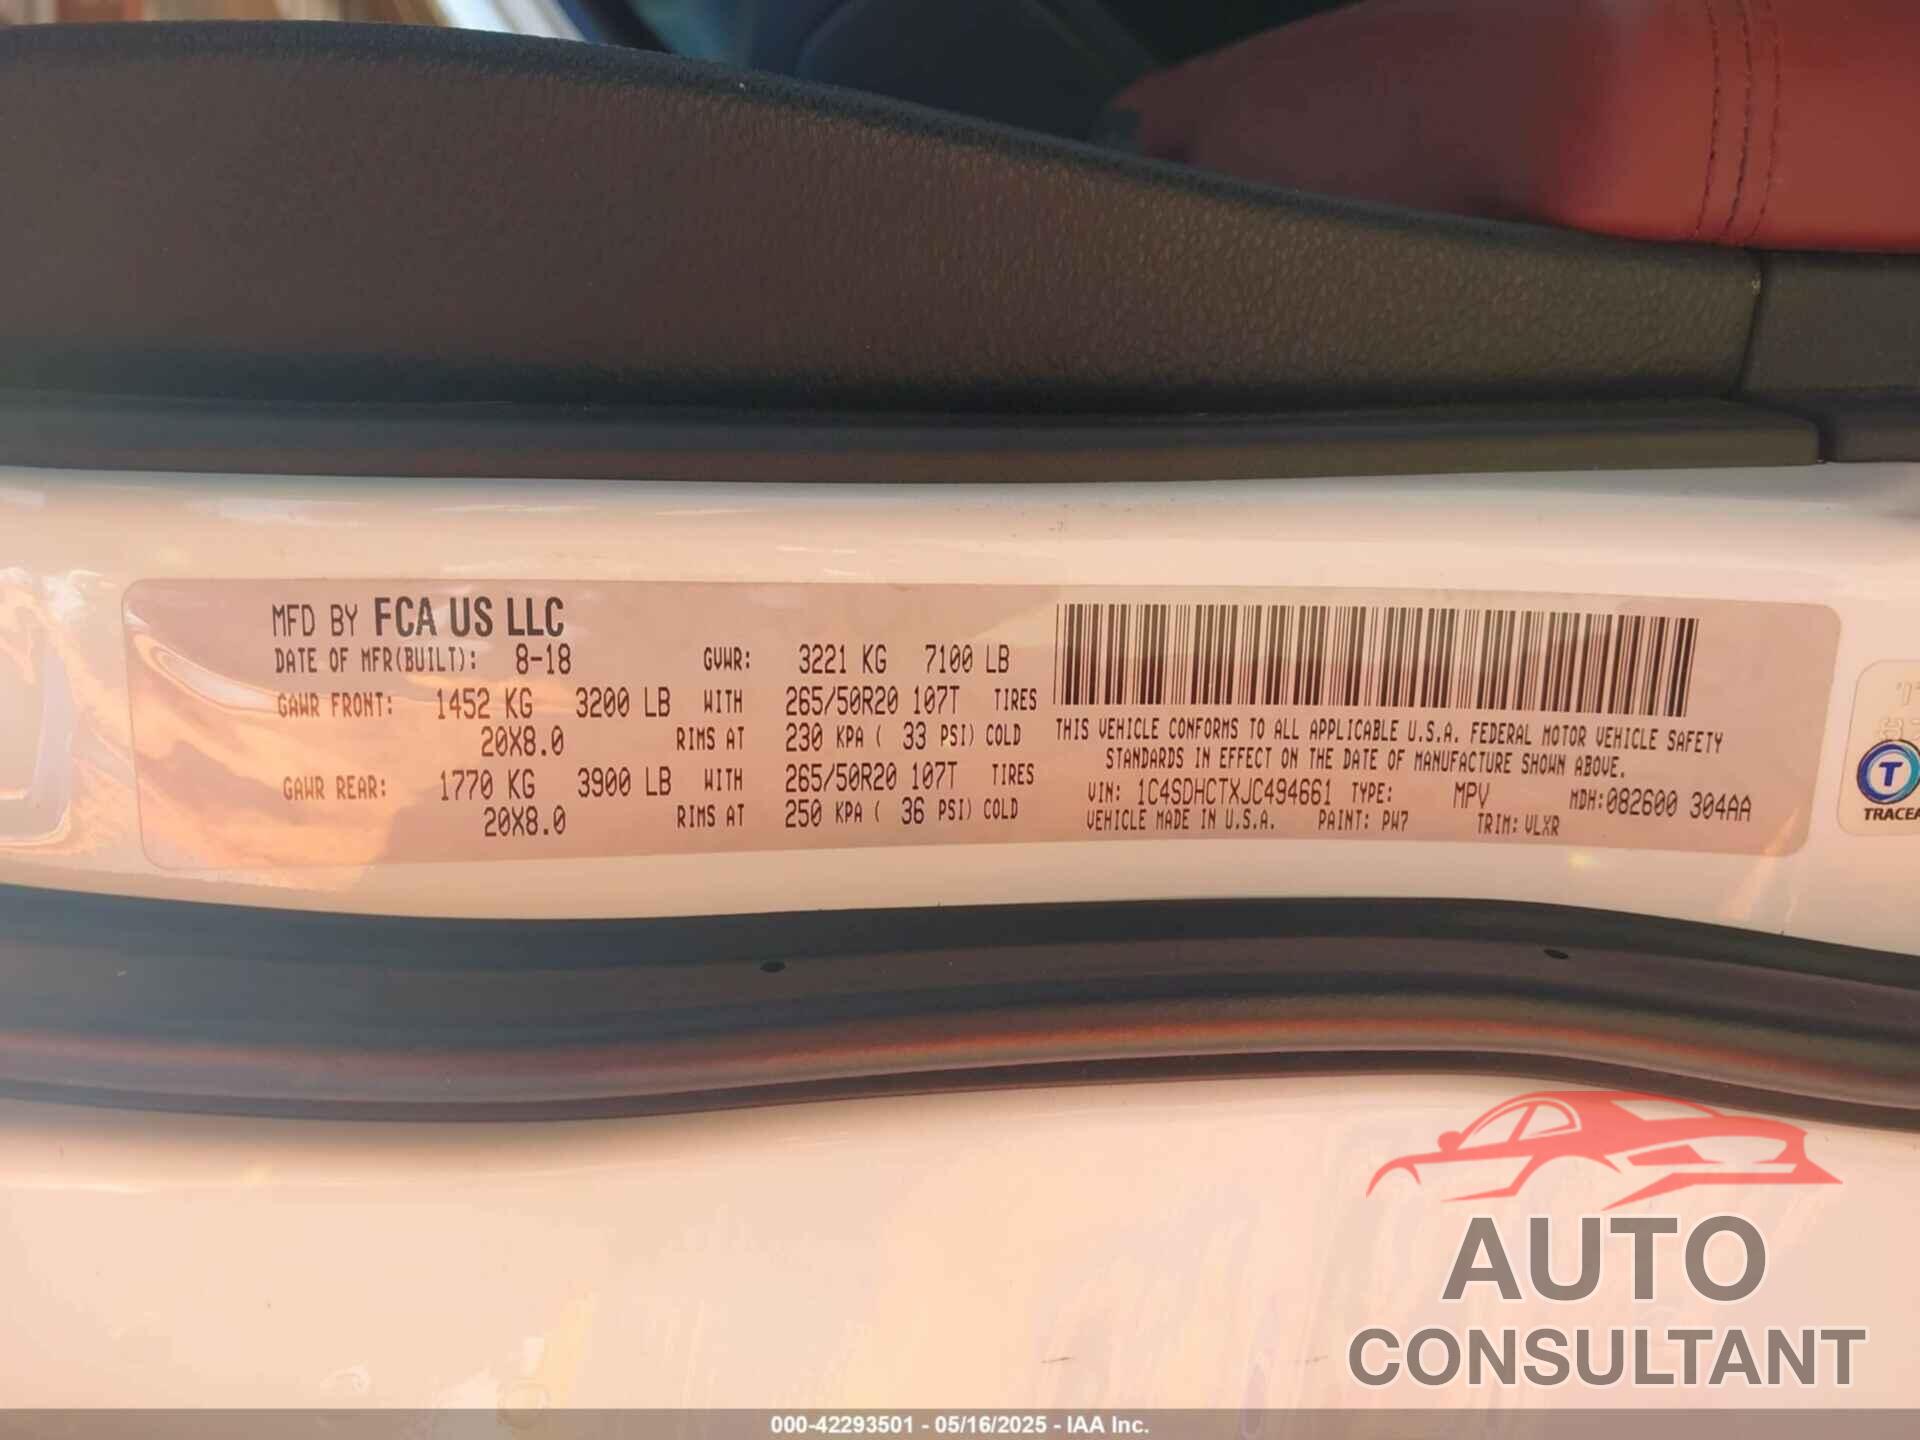 MFD BY FCA US LLC
DATE OF MFR(BUILT): 8-18 GVWR: 3221 KG 7100 LB
GAWR FRONT: 1452 KG 3200 LB WITH 265/50R20 107T TIRES
20X8.0 RIMS AT 230 KPA ( 33 PSI) COLD
GAWR REAR: 1770 KG 3900 LB WITH 265/50R20 107T TIRES
20X8.0 RIMS AT 250 KPA ( 36 PSI) COLD
THIS VEHICLE CONFORMS TO ALL APPLICABLE U.S.A. FEDERAL MOTOR VEHICLE SAFETY
STANDARDS IN EFFECT ON THE DATE OF MANUFACTURE SHOWN ABOVE.
VIN: 1C4SDHCTXJC494661 TYPE: MPV MDH:082600 304AA
VEHICLE MADE IN U.S.A. PAINT: PW7 TRIM: VLXR
T
TRACEA
AUTO
CONSULTANT
000-42293501 - 05/16/2025 - IAA Inc.